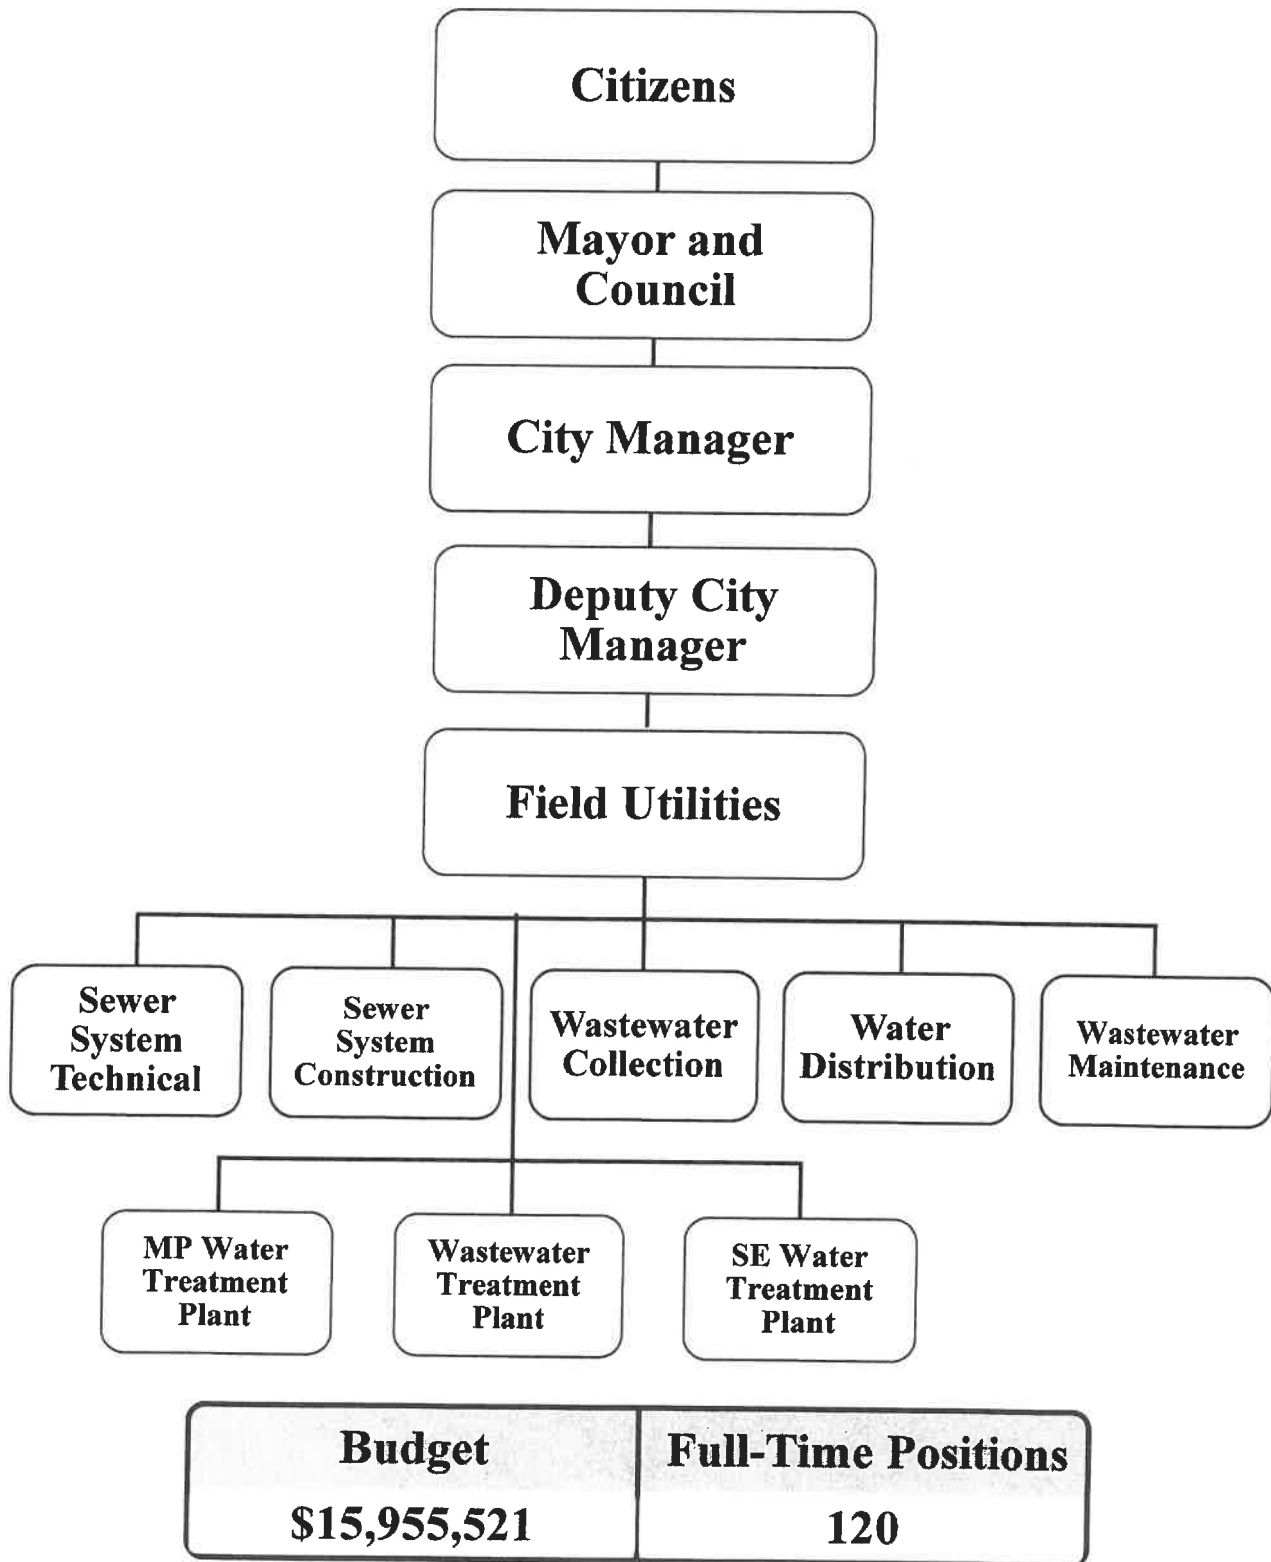 Citizens
Mayor and
Council
City Manager
Deputy City
Manager
Field Utilities
Sewer
System
Technical
Sewer
System
Construction
Wastewater
Collection
Water
Distribution
Wastewater
Maintenance
MP Water
Treatment
Plant
Wastewater
Treatment
Plant
SE Water
Treatment
Plant
Budget
Full-Time Positions
$15,955,521
120